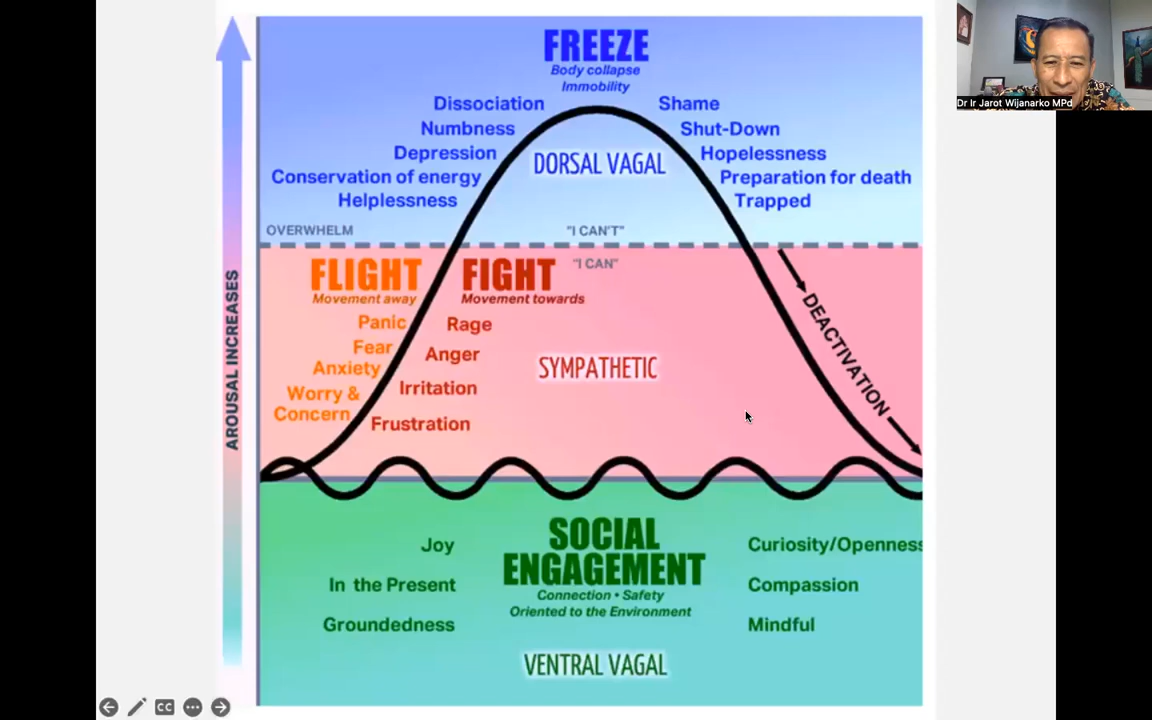 FREEZE
Body collapse
Immobility
Dissociation
Numbness
Depression
Conservation of energy
Helplessness
Shame
Shut-Down
Hopelessness
Preparation for death
Trapped
DORSAL VAGAL
OVERWHELM
"I CAN'T"
"I CAN"
FLIGHT
Movement away
Panic
Fear
Anxiety
Worry &
Concern
FIGHT
Movement towards
Rage
Anger
Irritation
Frustration
SYMPATHETIC
DEACTIVATION
AROUSAL INCREASES
SOCIAL
ENGAGEMENT
Connection • Safety
Oriented to the Environment
Joy
In the Present
Groundedness
Curiosity/Openness
Compassion
Mindful
VENTRAL VAGAL
Dr Ir Jarot Wijanarko MPd
CC